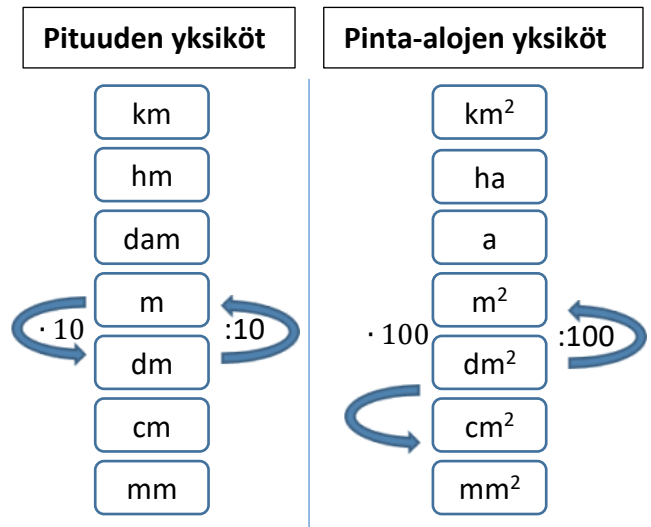 Pituuden yksiköt
km
hm
dam
m
· 10
:10
dm
cm
mm
Pinta-alojen yksiköt
km²
ha
a
m²
· 100
:100
dm²
cm²
mm²